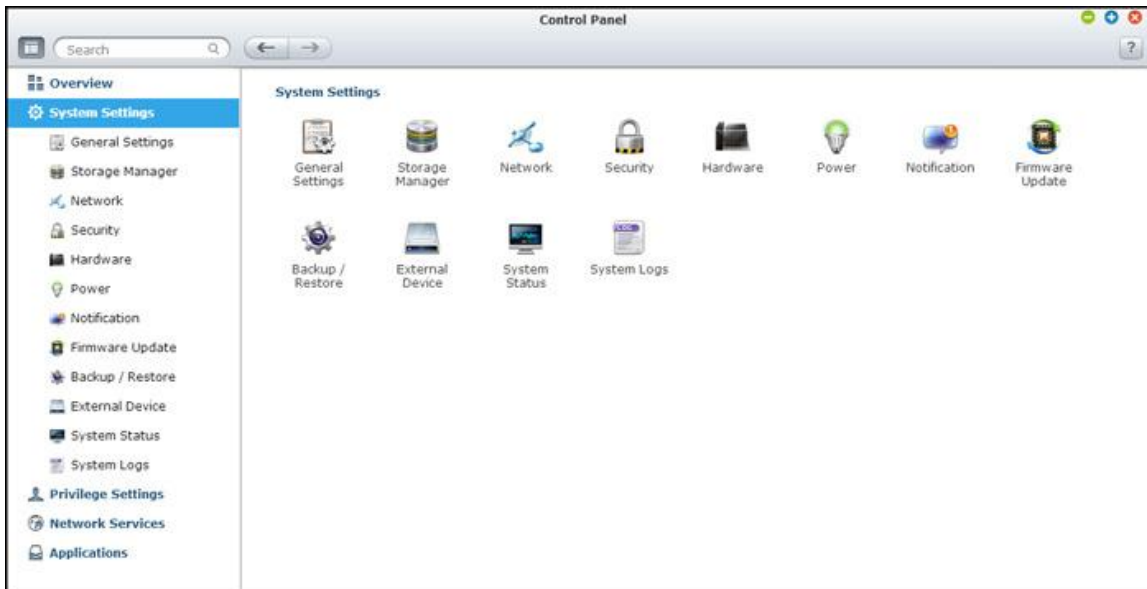 Control Panel
Search
?
Overview
System Settings
General Settings
Storage Manager
Network
Security
Hardware
Power
Notification
Firmware Update
Backup / Restore
External Device
System Status
System Logs
Privilege Settings
Network Services
Applications
System Settings
General
Settings
Storage
Manager
Network
Security
Hardware
Power
Notification
Firmware
Update
Backup /
Restore
External
Device
System
Status
LOG
System Logs